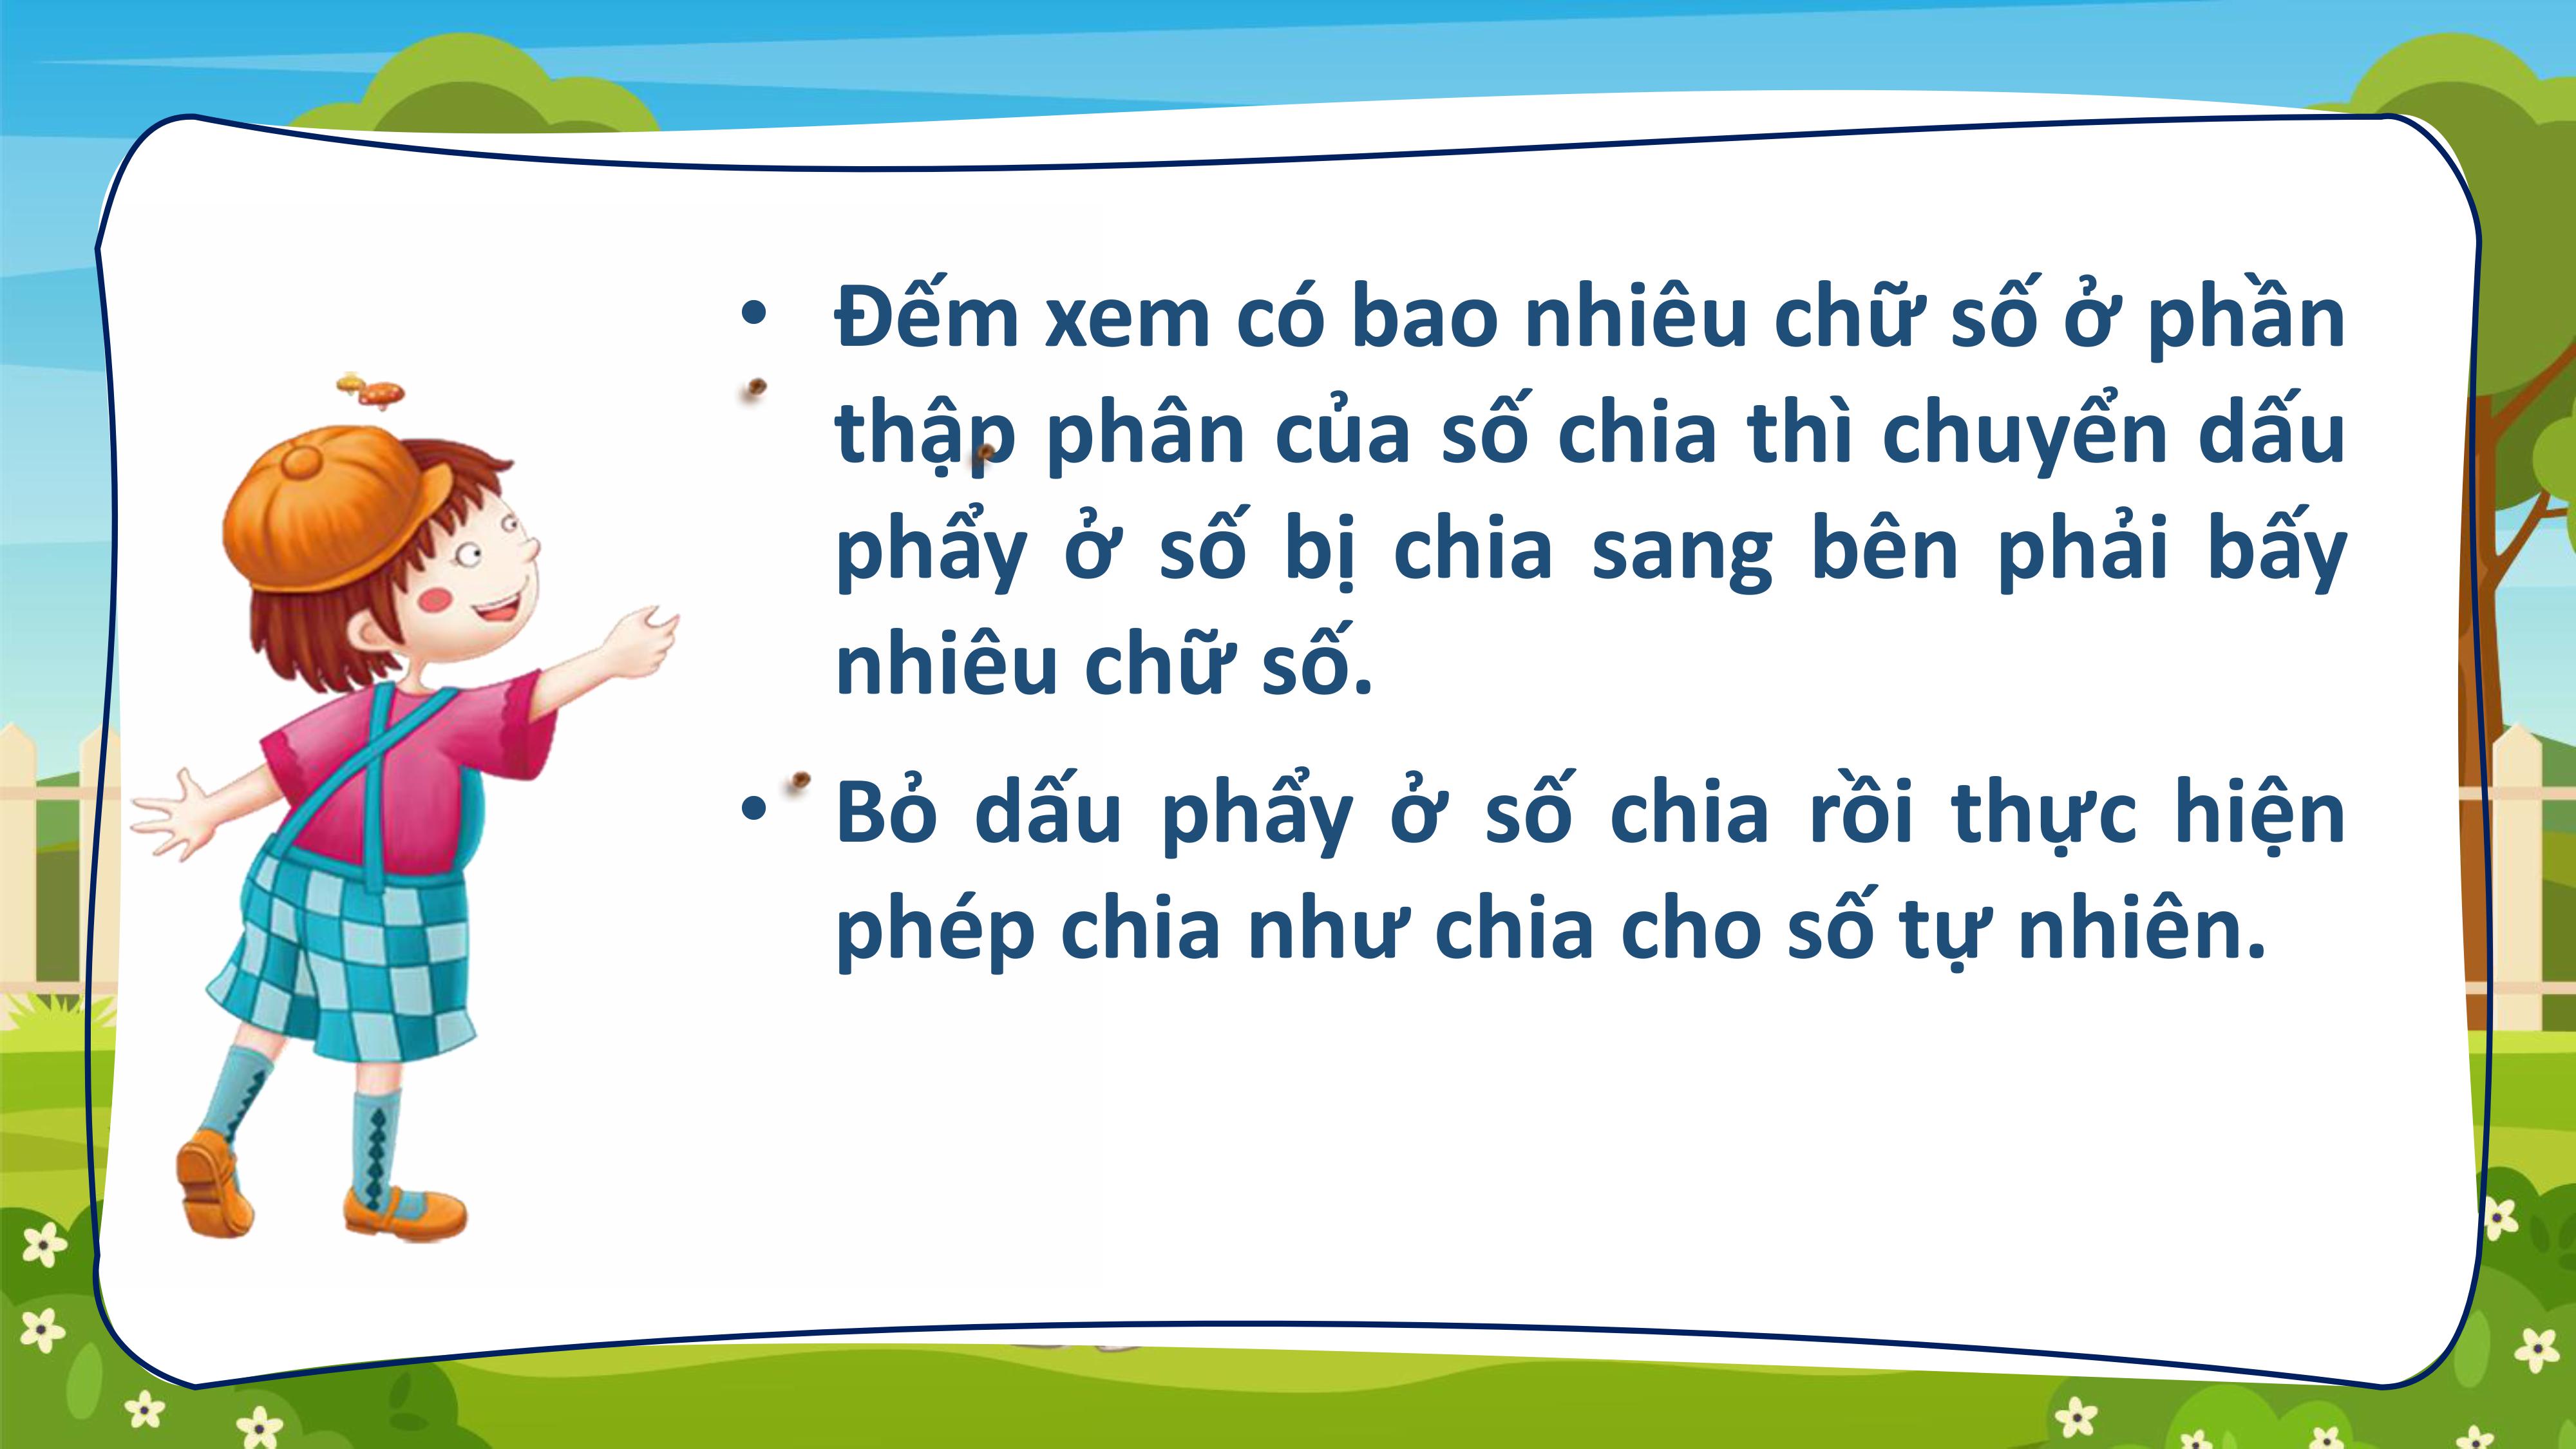 • Đếm xem có bao nhiêu chữ số ở phần
thập phân của số chia thì chuyển dấu
phẩy ở số bị chia sang bên phải bấy
nhiêu chữ số.
• Bỏ dấu phẩy ở số chia rồi thực hiện
phép chia như chia cho số tự nhiên.